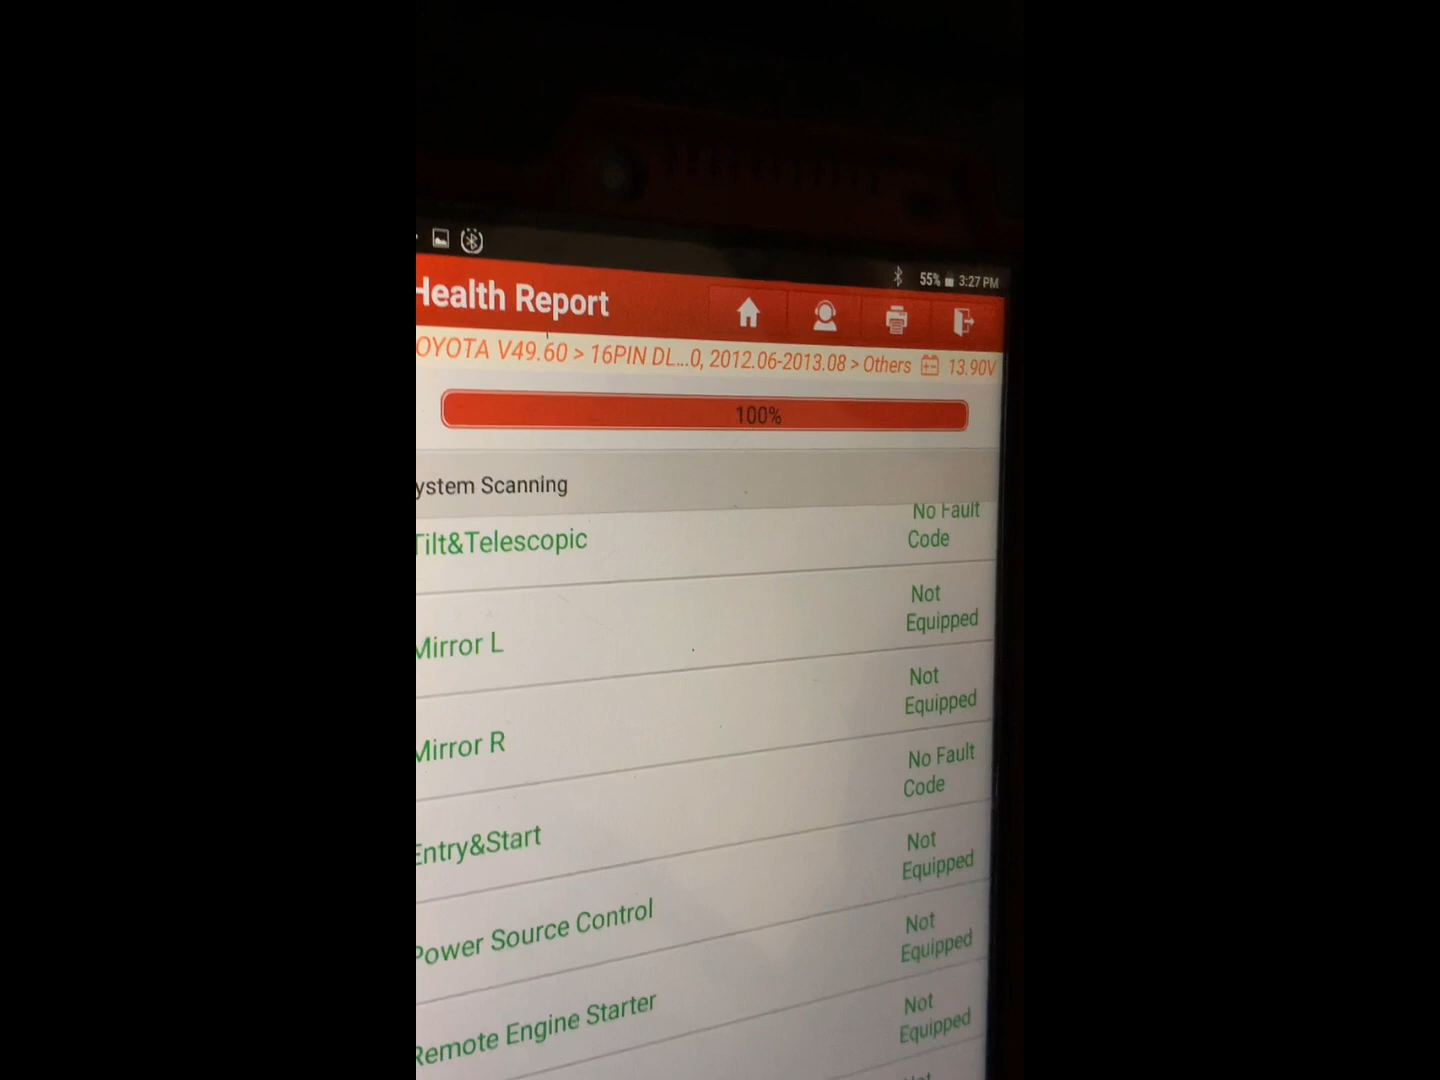 55% 3:27 PM
Health Report
OYOTA V49.60 > 16PIN DL...0, 2012.06-2013.08 > Others 13.90V
100%
ystem Scanning
Tilt&Telescopic No Fault
Code
Mirror L Not
Equipped
Mirror R Not
Equipped
Entry&Start No Fault
Code
Power Source Control Not
Equipped
Remote Engine Starter Not
Equipped
Not
Equipped